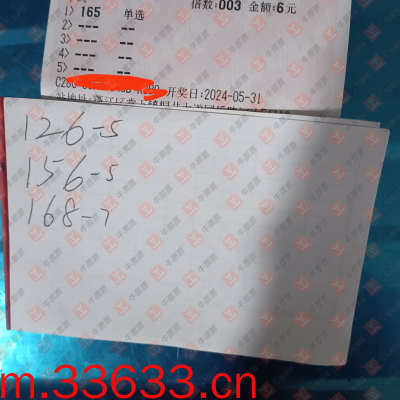 倍数:003 金额:6元
1> 165 单选
2> --- --
3> --- --
4> --- --
5> --- --
开奖日:2024-05-31
126-5
156-5
168-7
m.33633.cn